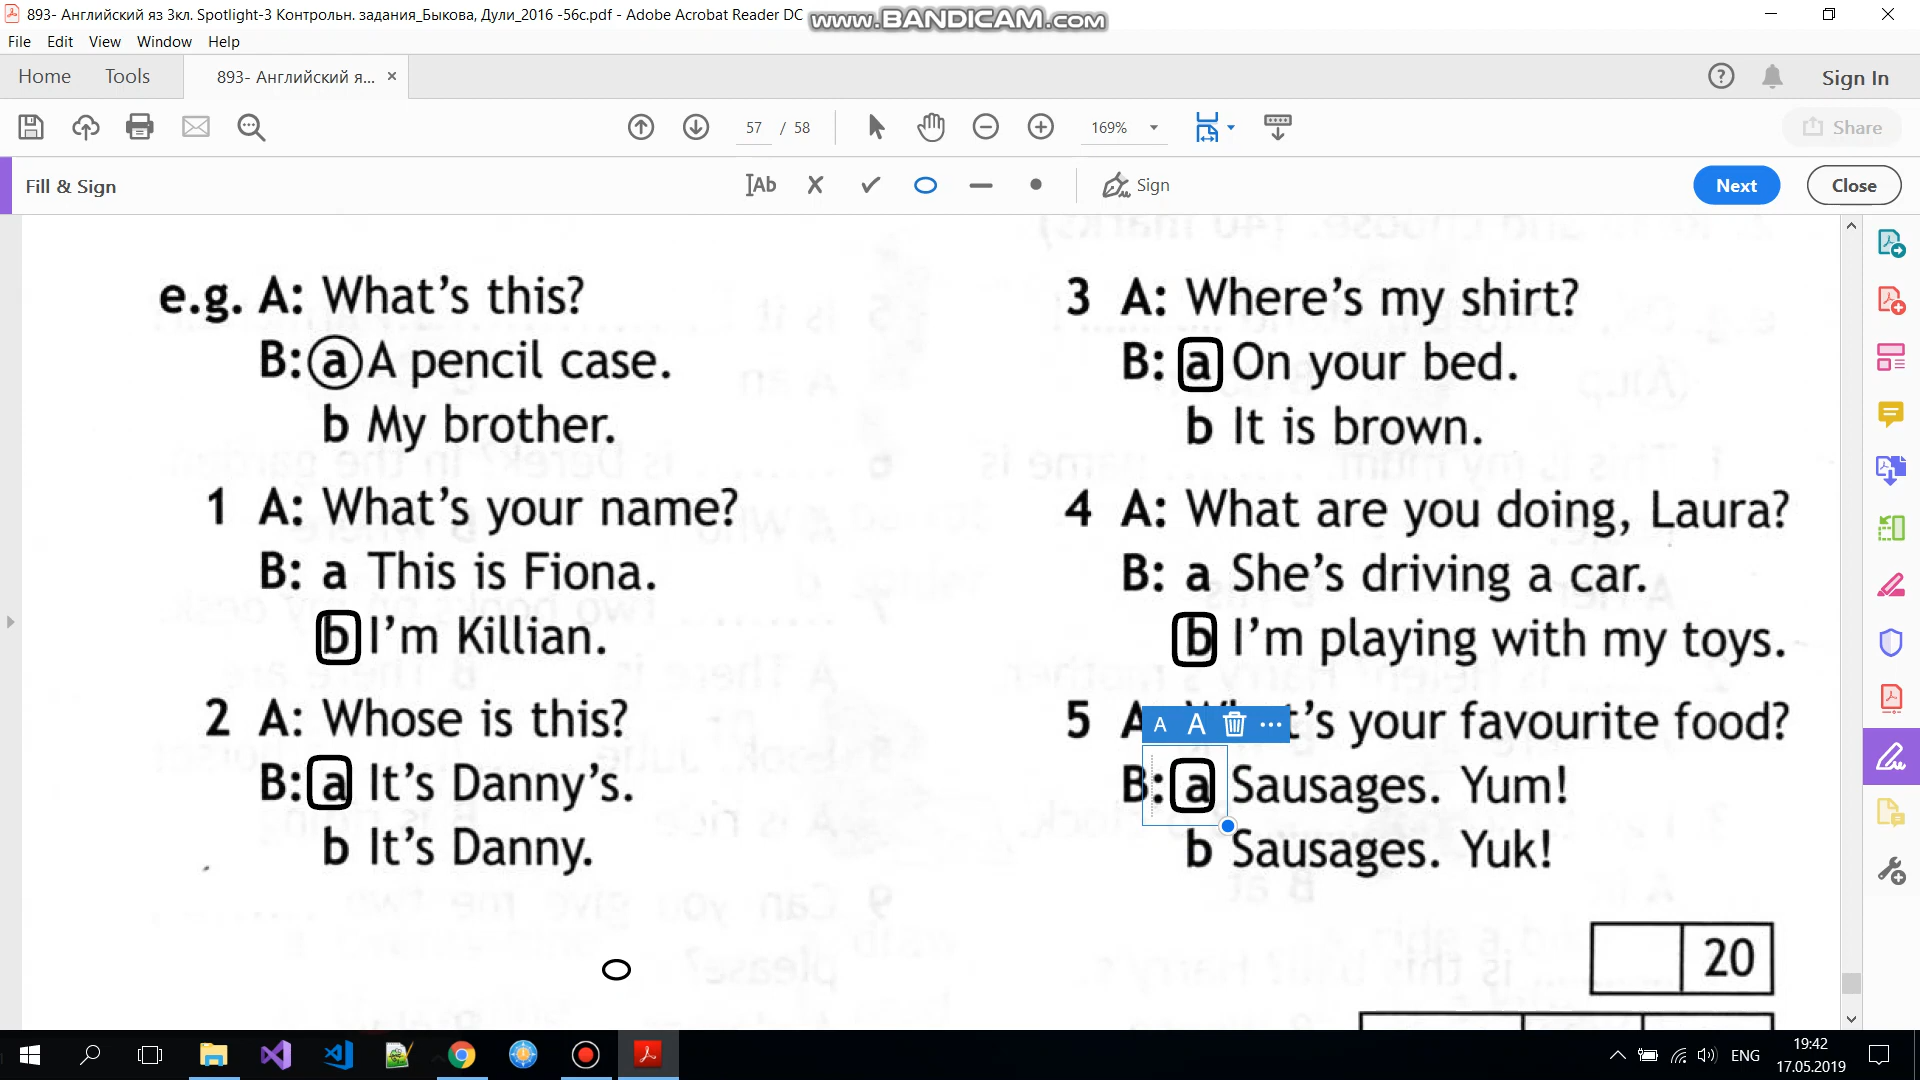 893- Английский яз 3кл. Spotlight-3 Контрольн. задания_Быкова, Дули_2016 -56с.pdf - Adobe Acrobat Reader DC
www.BANDICAM.com
File Edit View Window Help
Home Tools 893- Английский я... × Sign In
57 / 58 169% Share
Fill & Sign Ab Sign Next Close
e.g. A: What's this?
B: a A pencil case.
b My brother.
1 A: What's your name?
B: a This is Fiona.
b I'm Killian.
2 A: Whose is this?
B: a It's Danny's.
b It's Danny.
3 A: Where's my shirt?
B: a On your bed.
b It is brown.
4 A: What are you doing, Laura?
B: a She's driving a car.
b I'm playing with my toys.
A A ...
5 A t's your favourite food?
B: a Sausages. Yum!
b Sausages. Yuk!
20
ENG
19:42
17.05.2019